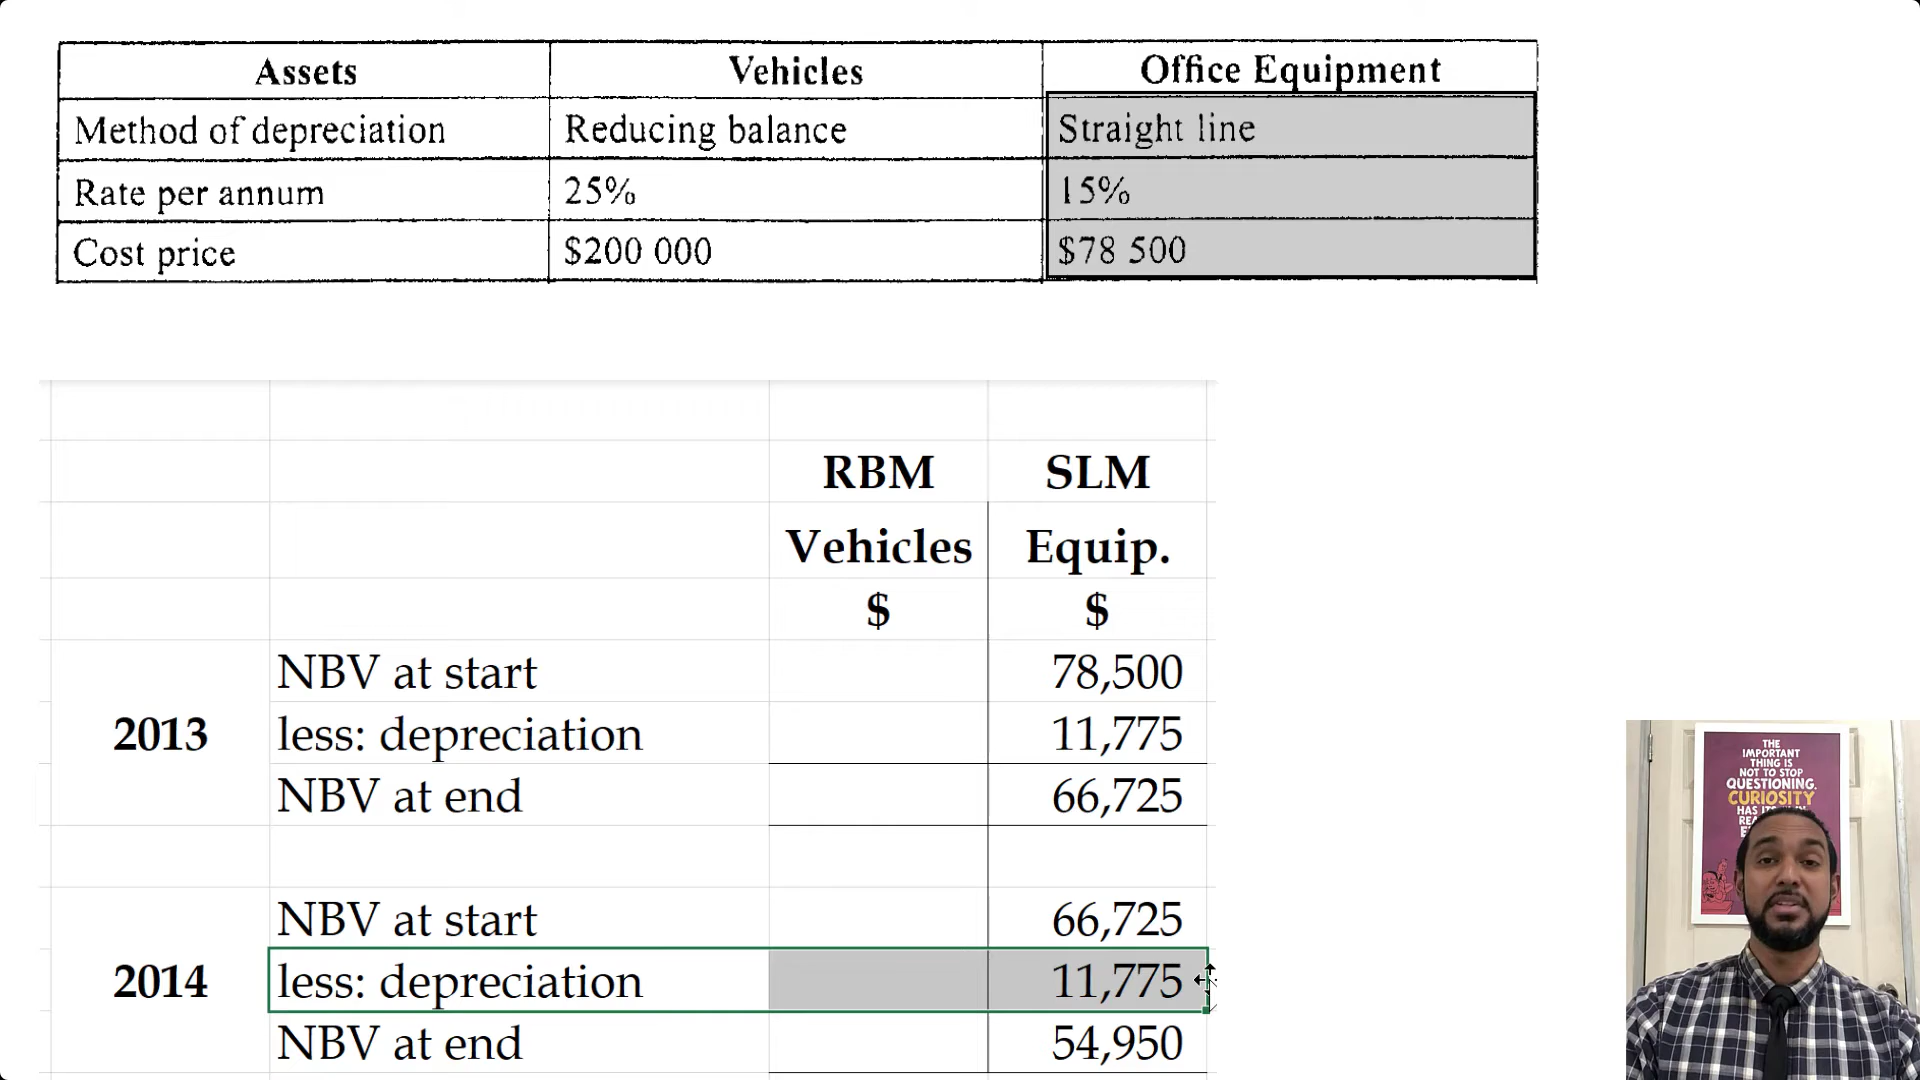 Assets Vehicles Office Equipment
Method of depreciation Reducing balance Straight line
Rate per annum 25% 15%
Cost price $200 000 $78 500
RBM SLM
Vehicles Equip.
$ $
NBV at start 78,500
2013 less: depreciation 11,775
NBV at end 66,725
NBV at start 66,725
2014 less: depreciation 11,775
NBV at end 54,950
THE
IMPORTANT
THING IS
NOT TO STOP
QUESTIONING.
CURIOSITY
HAS